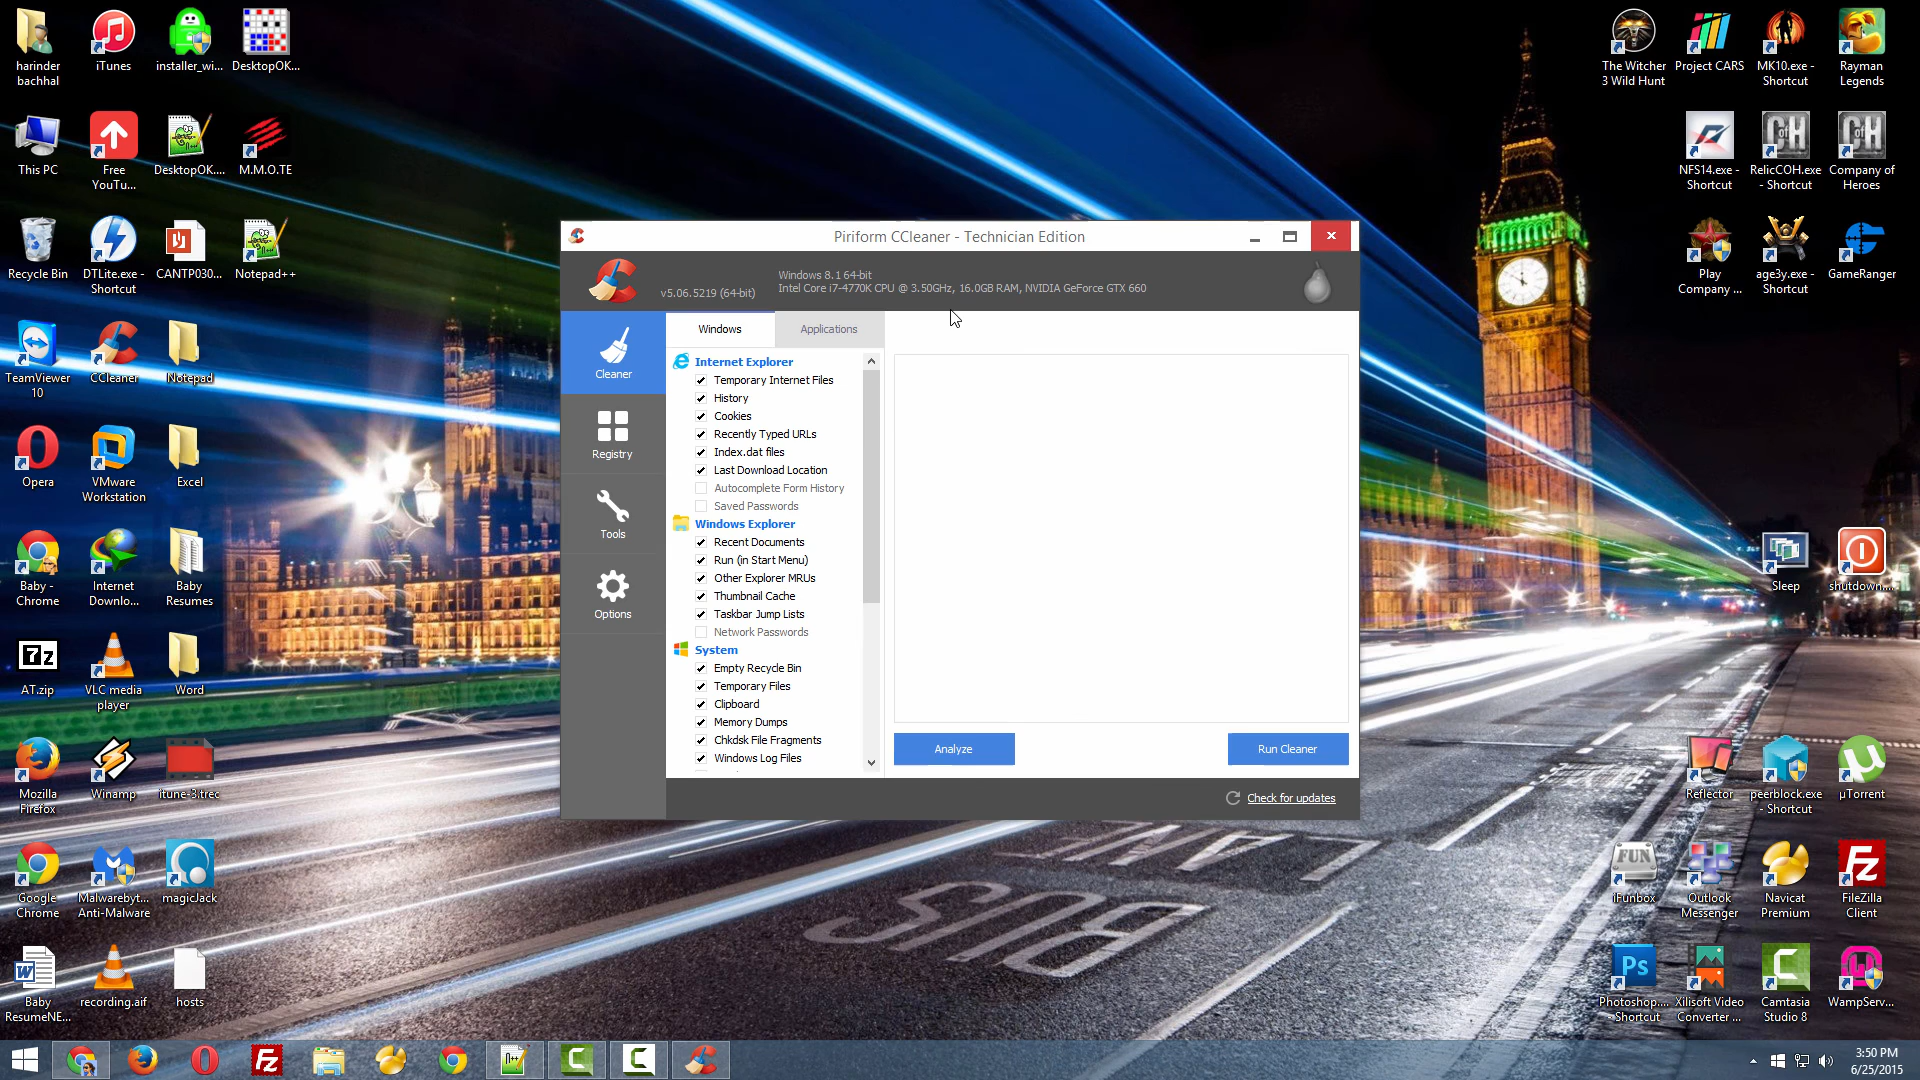 harinder
bachhal
iTunes
installer_wi...
DesktopOK...
This PC
Free
YouTu...
DesktopOK....
M.M.O.TE
Recycle Bin
DTLite.exe -
Shortcut
CANTP030...
Notepad++
TeamViewer
10
CCleaner
Notepad
Opera
VMware
Workstation
Excel
Baby -
Chrome
Internet
Downlo...
Baby
Resumes
7z
AT.zip
VLC media
player
Word
Mozilla
Firefox
Winamp
itune-3.trec
Google
Chrome
Malwarebyt...
Anti-Malware
magicJack
Baby
ResumeNE...
recording.aif
hosts
Piriform CCleaner - Technician Edition
v5.06.5219 (64-bit)
Windows 8.1 64-bit
Intel Core i7-4770K CPU @ 3.50GHz, 16.0GB RAM, NVIDIA GeForce GTX 660
Cleaner
Registry
Tools
Options
Windows
Applications
Internet Explorer
Temporary Internet Files
History
Cookies
Recently Typed URLs
Index.dat files
Last Download Location
Autocomplete Form History
Saved Passwords
Windows Explorer
Recent Documents
Run (in Start Menu)
Other Explorer MRUs
Thumbnail Cache
Taskbar Jump Lists
Network Passwords
System
Empty Recycle Bin
Temporary Files
Clipboard
Memory Dumps
Chkdsk File Fragments
Windows Log Files
Analyze
Run Cleaner
Check for updates
LANE
BUS
The Witcher
3 Wild Hunt
Project CARS
MK10.exe -
Shortcut
Rayman
Legends
NFS14.exe -
Shortcut
CofH
RelicCOH.exe
- Shortcut
CofH
Company of
Heroes
Play
Company ...
age3y.exe -
Shortcut
GameRanger
Sleep
shutdown....
Reflector
peerblock.exe
- Shortcut
µTorrent
FUN
iFunbox
Outlook
Messenger
Navicat
Premium
Fz
FileZilla
Client
Ps
Photoshop....
- Shortcut
Xilisoft Video
Converter ...
C
Camtasia
Studio 8
WampServ...
Fz
N++
C
C
3:50 PM
6/25/2015